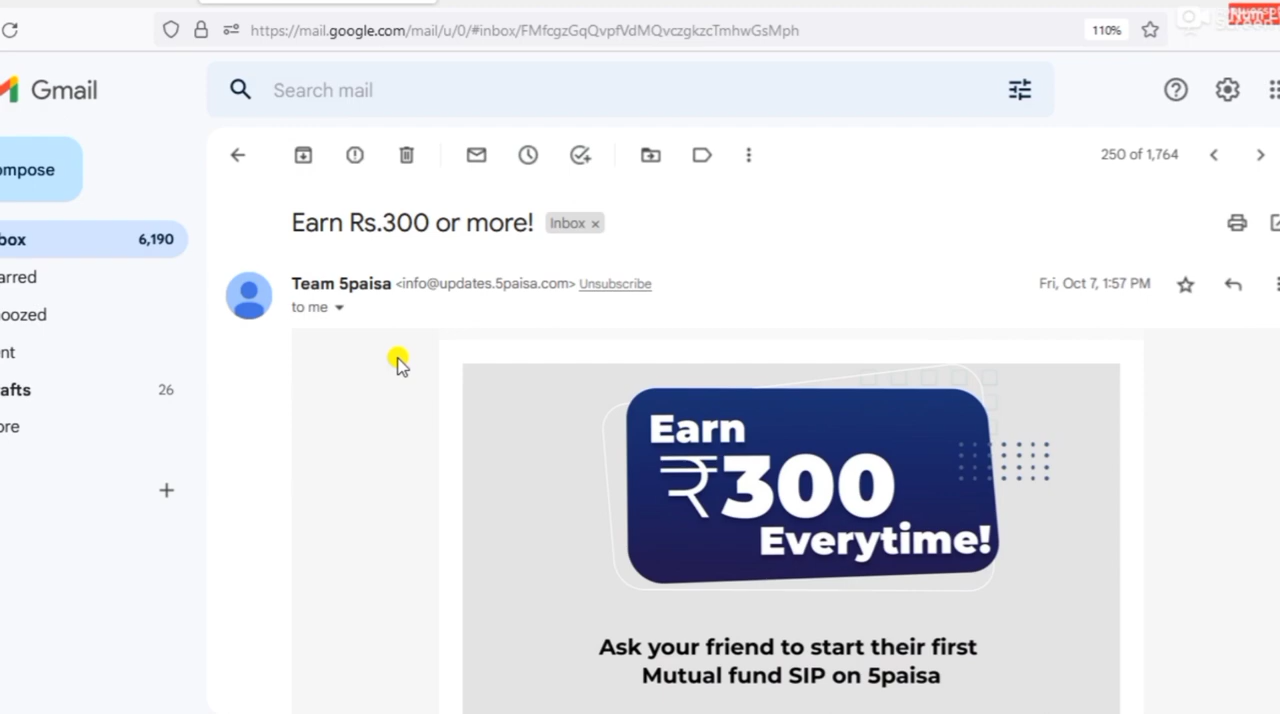 https://mail.google.com/mail/u/0/#inbox/FMfcgzGqQvpfVdMQvczgkzcTmhwGsMph
110%
Gmail
Search mail
ompose
250 of 1,764
Earn Rs.300 or more!
Inbox ×
box
6,190
Team 5paisa <info@updates.5paisa.com> Unsubscribe
Fri, Oct 7, 1:57 PM
arred
to me
oozed
nt
afts
26
ore
Earn
₹300
Everytime!
Ask your friend to start their first
Mutual fund SIP on 5paisa